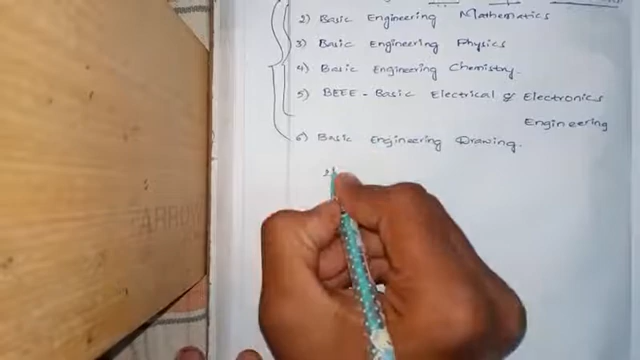 2) Basic Engineering Mathematics
3) Basic Engineering Physics
4) Basic Engineering Chemistry.
5) BEEE - Basic Electrical & Electronics
Engineering
6) Basic Engineering Drawing.